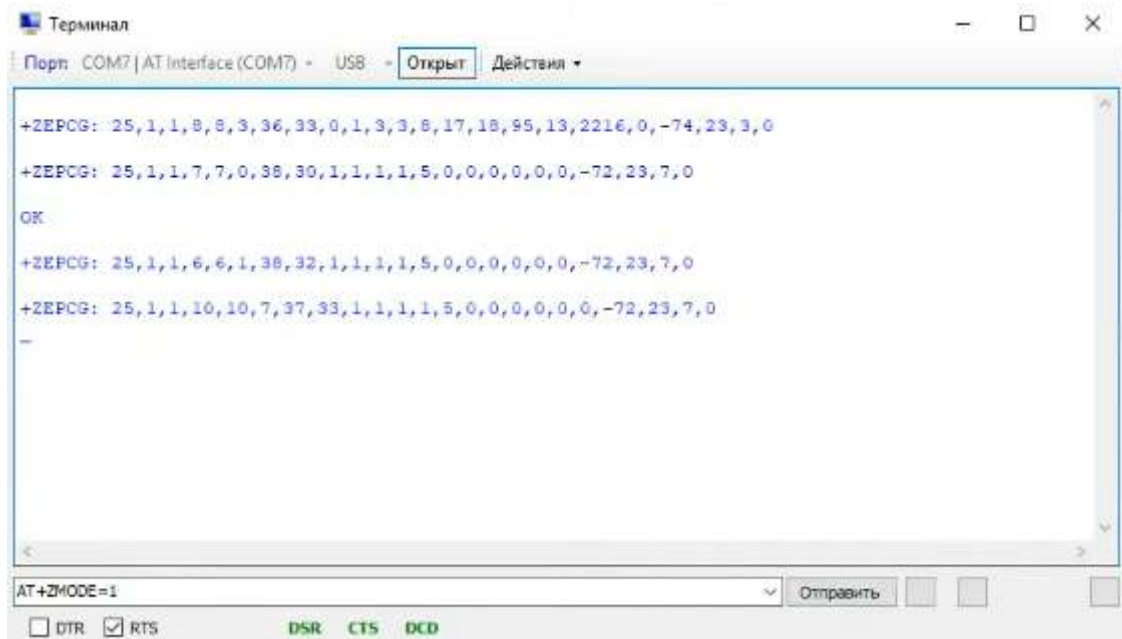 Терминал
Порт: COM7 | AT Interface (COM7) USB Открыт Действия
+ZEPCG: 25,1,1,8,8,3,36,33,0,1,3,3,8,17,18,95,13,2216,0,-74,23,3,0
+ZEPCG: 25,1,1,7,7,0,38,30,1,1,1,1,5,0,0,0,0,0,0,-72,23,7,0
OK
+ZEPCG: 25,1,1,6,6,1,38,32,1,1,1,1,5,0,0,0,0,0,0,-72,23,7,0
+ZEPCG: 25,1,1,10,10,7,37,33,1,1,1,1,5,0,0,0,0,0,0,-72,23,7,0
AT+ZMODE=1 Отправить
DTR RTS DSR CTS DCD